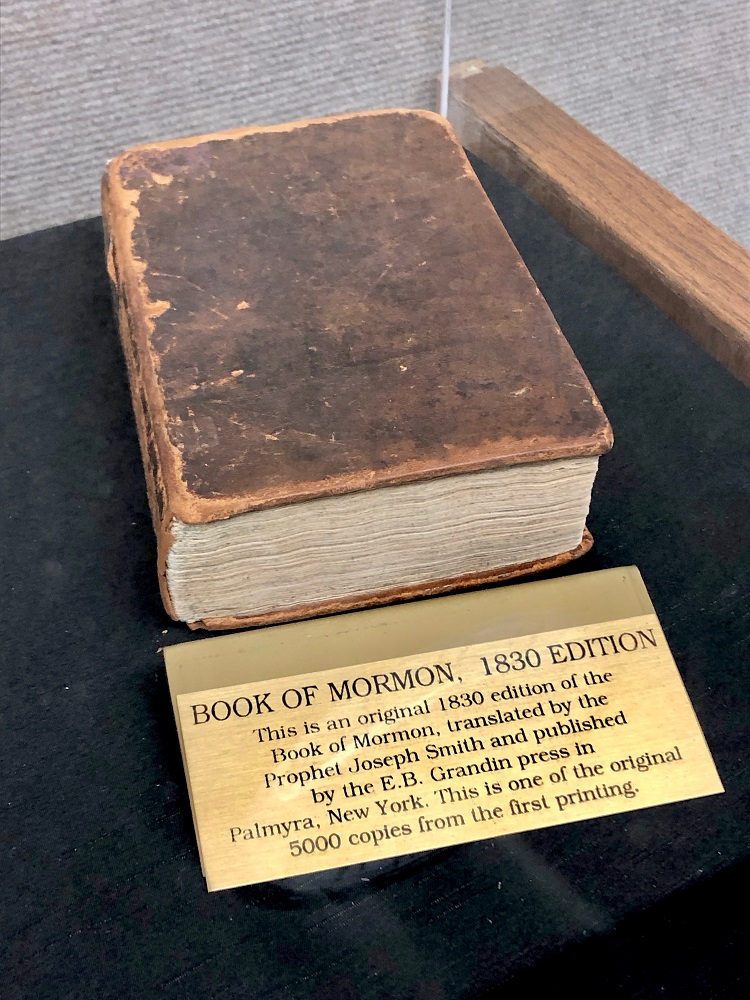 BOOK OF MORMON, 1830 EDITION
This is an original 1830 edition of the
Book of Mormon, translated by the
Prophet Joseph Smith and published
by the E.B. Grandin press in
Palmyra, New York. This is one of the original
5000 copies from the first printing.